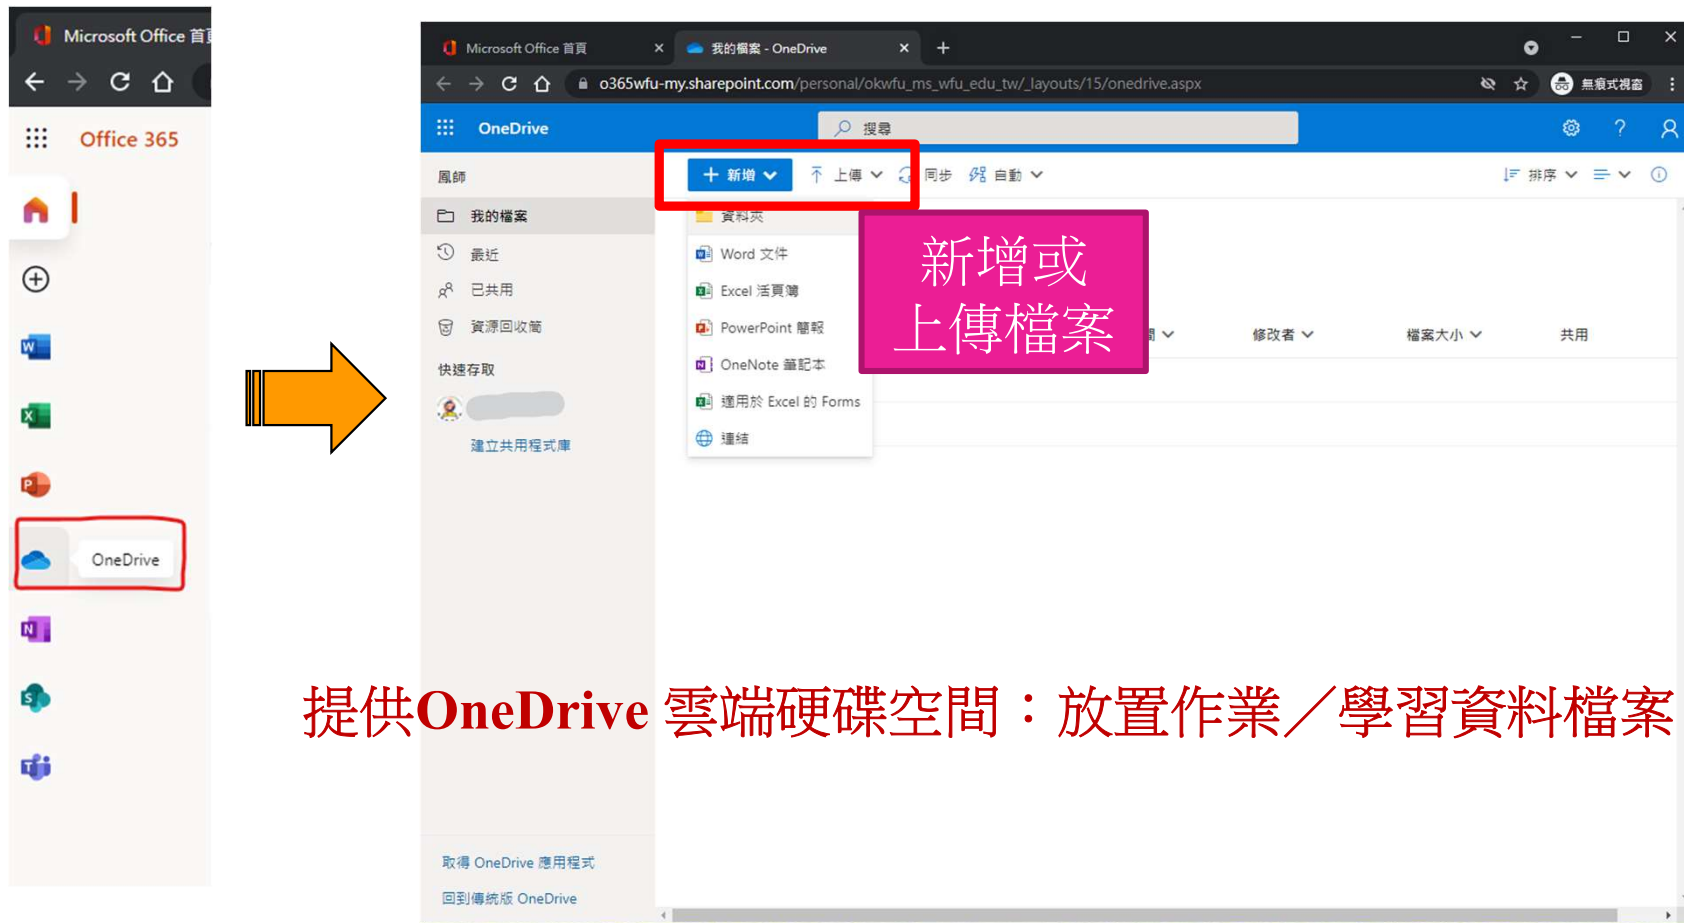 Microsoft Office 首頁
Office 365
OneDrive
Microsoft Office 首頁
我的檔案 - OneDrive
o365wfu-my.sharepoint.com/personal/okwfu_ms_wfu_edu_tw/_layouts/15/onedrive.aspx
無痕式視窗
OneDrive
搜尋
鳳師
新增
上傳
同步
自動
排序
我的檔案
最近
已共用
資源回收筒
快速存取
建立共用程式庫
資料夾
Word 文件
Excel 活頁簿
PowerPoint 簡報
OneNote 筆記本
適用於 Excel 的 Forms
連結
新增或
上傳檔案
修改者
檔案大小
共用
提供OneDrive 雲端硬碟空間：放置作業／學習資料檔案
取得 OneDrive 應用程式
回到傳統版 OneDrive